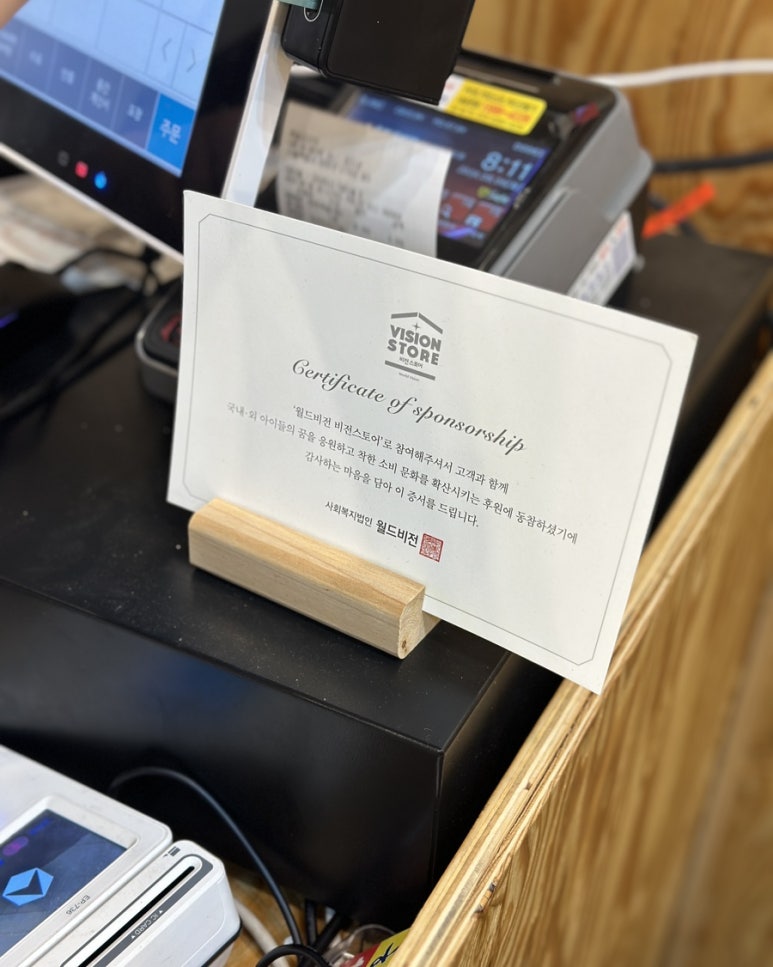 주문
8:11
VISION
STORE
비전스토어
Certificate of sponsorship
'월드비전 비전스토어'로 참여해주셔서 고객과 함께
국내·외 아이들의 꿈을 응원하고 착한 소비 문화를 확산시키는 후원에 동참하셨기에
감사하는 마음을 담아 이 증서를 드립니다.
사회복지법인 월드비전
EP-736
▲ IC CARD ▲